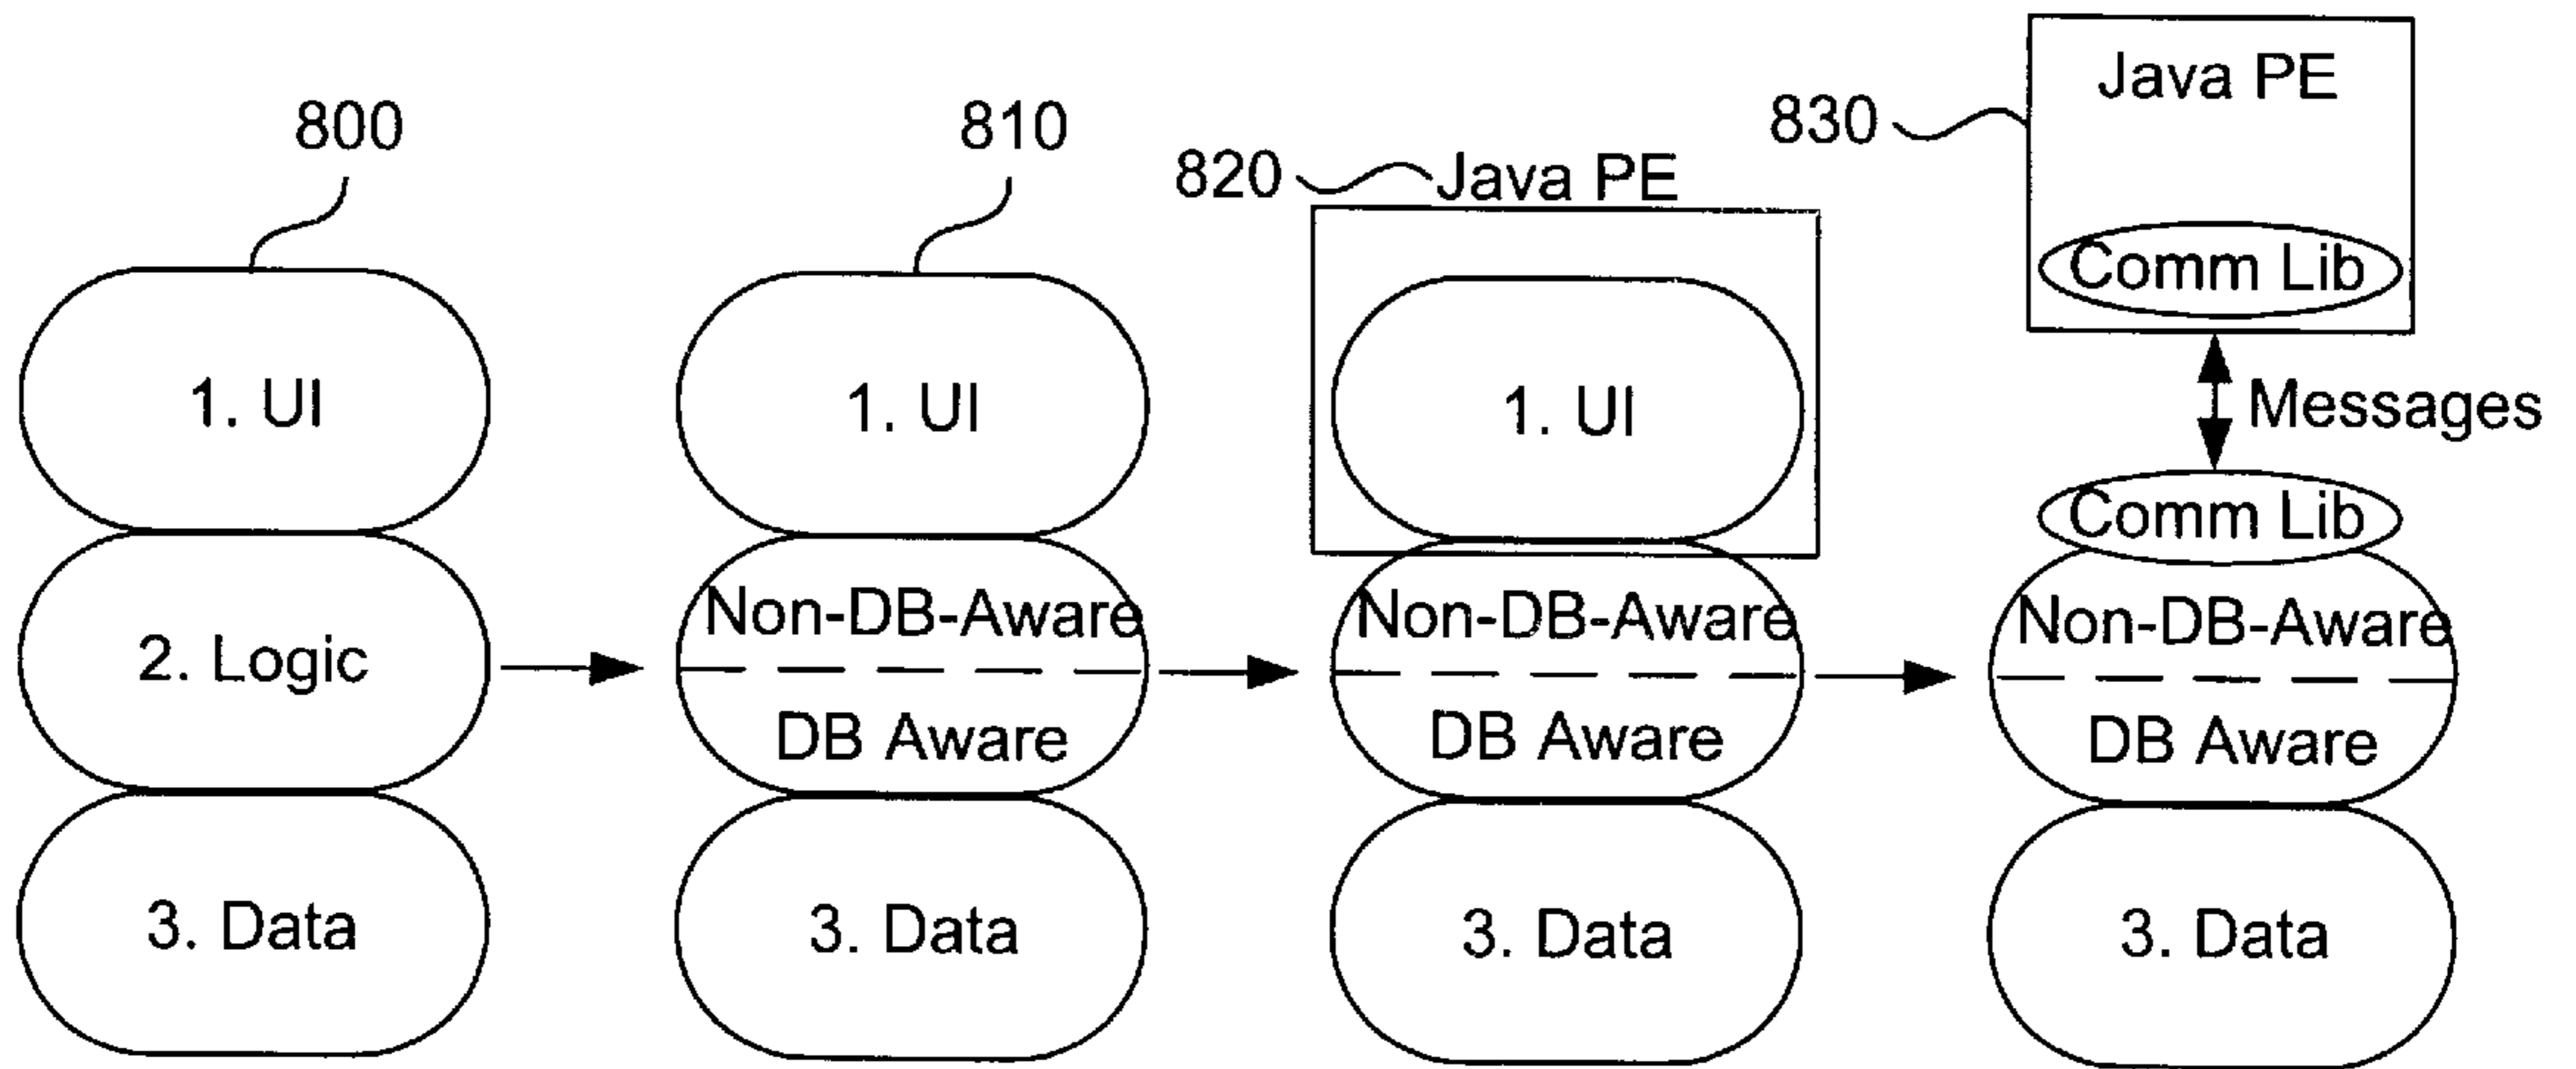 800
1. UI
2. Logic
3. Data
810
1. UI
Non-DB-Aware
DB Aware
3. Data
820
Java PE
1. UI
Non-DB-Aware
DB Aware
3. Data
830
Java PE
Comm Lib
Messages
Comm Lib
Non-DB-Aware
DB Aware
3. Data